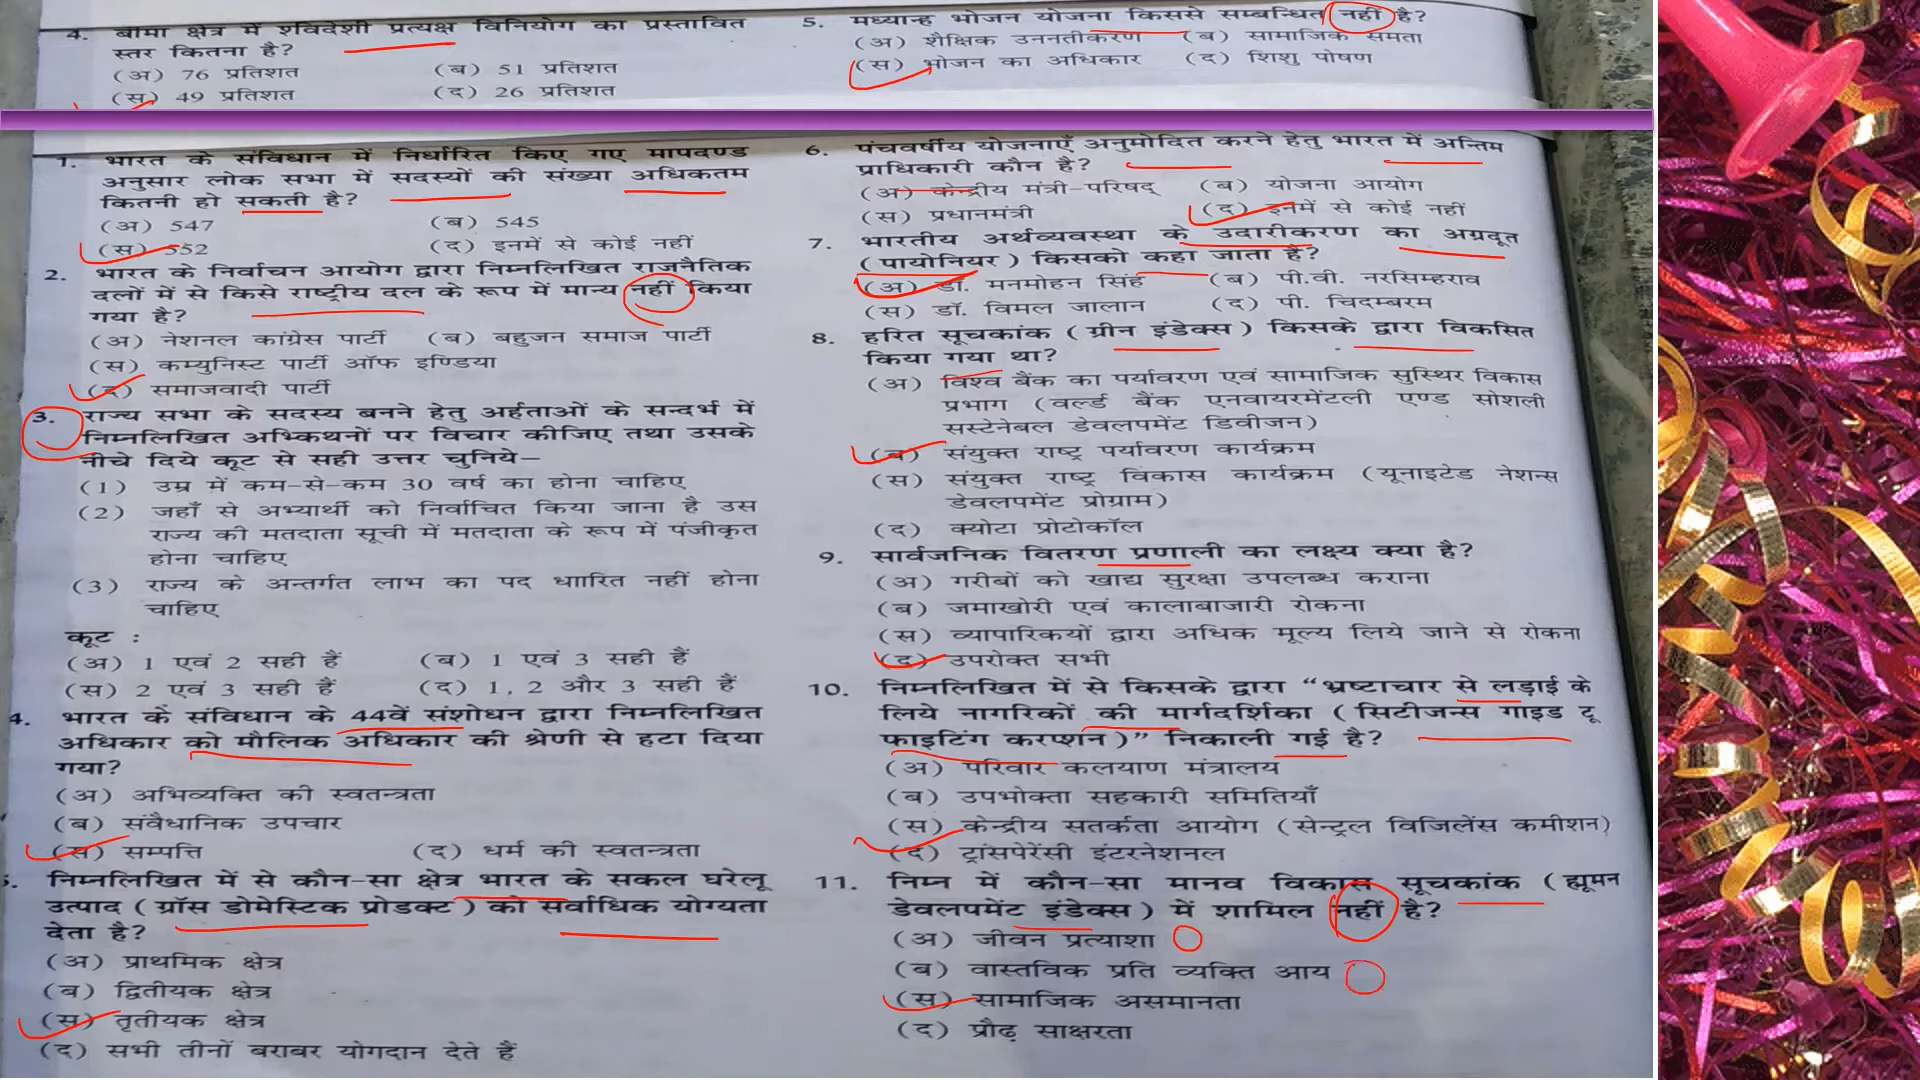 4. बीमा क्षेत्र में शविदेशी प्रत्यक्ष विनियोग का प्रस्तावित
स्तर कितना है?
(अ) 76 प्रतिशत (ब) 51 प्रतिशत
(स) 49 प्रतिशत (द) 26 प्रतिशत
5. मध्यान्ह भोजन योजना किससे सम्बन्धित नहीं है?
(अ) शैक्षिक उननतीकरण (ब) सामाजिक समता
(स) भोजन का अधिकार (द) शिशु पोषण
1. भारत के संविधान में निर्धारित किए गए मापदण्ड
अनुसार लोक सभा में सदस्यों की संख्या अधिकतम
कितनी हो सकती है?
(अ) 547 (ब) 545
(स) 552 (द) इनमें से कोई नहीं
2. भारत के निर्वाचन आयोग द्वारा निम्नलिखित राजनैतिक
दलों में से किसे राष्ट्रीय दल के रूप में मान्य नहीं किया
गया है?
(अ) नेशनल कांग्रेस पार्टी (ब) बहुजन समाज पार्टी
(स) कम्युनिस्ट पार्टी ऑफ इण्डिया
(द) समाजवादी पार्टी
3. राज्य सभा के सदस्य बनने हेतु अर्हताओं के सन्दर्भ में
निम्नलिखित अभिकथनों पर विचार कीजिए तथा उसके
नीचे दिये कूट से सही उत्तर चुनिये–
(1) उम्र में कम-से-कम 30 वर्ष का होना चाहिए
(2) जहाँ से अभ्यार्थी को निर्वाचित किया जाना है उस
राज्य की मतदाता सूची में मतदाता के रूप में पंजीकृत
होना चाहिए
(3) राज्य के अन्तर्गत लाभ का पद धाारित नहीं होना
चाहिए
कूट :
(अ) 1 एवं 2 सही हैं (ब) 1 एवं 3 सही हैं
(स) 2 एवं 3 सही हैं (द) 1, 2 और 3 सही हैं
4. भारत के संविधान के 44वें संशोधन द्वारा निम्नलिखित
अधिकार को मौलिक अधिकार की श्रेणी से हटा दिया
गया?
(अ) अभिव्यक्ति की स्वतन्त्रता
(ब) संवैधानिक उपचार
(स) सम्पत्ति (द) धर्म की स्वतन्त्रता
5. निम्नलिखित में से कौन-सा क्षेत्र भारत के सकल घरेलू
उत्पाद (ग्रॉस डोमेस्टिक प्रोडक्ट) को सर्वाधिक योग्यता
देता है?
(अ) प्राथमिक क्षेत्र
(ब) द्वितीयक क्षेत्र
(स) तृतीयक क्षेत्र
(द) सभी तीनों बराबर योगदान देते हैं
6. पंचवर्षीय योजनाएँ अनुमोदित करने हेतु भारत में अन्तिम
प्राधिकारी कौन है?
(अ) केन्द्रीय मंत्री-परिषद् (ब) योजना आयोग
(स) प्रधानमंत्री (द) इनमें से कोई नहीं
7. भारतीय अर्थव्यवस्था के उदारीकरण का अग्रदूत
(पायोनियर) किसको कहा जाता है?
(अ) डॉ. मनमोहन सिंह (ब) पी.वी. नरसिम्हराव
(स) डॉ. विमल जालान (द) पी. चिदम्बरम
8. हरित सूचकांक (ग्रीन इंडेक्स) किसके द्वारा विकसित
किया गया था?
(अ) विश्व बैंक का पर्यावरण एवं सामाजिक सुस्थिर विकास
प्रभाग (वर्ल्ड बैंक एनवायरमेंटली एण्ड सोशली
सस्टेनेबल डेवलपमेंट डिवीजन)
(ब) संयुक्त राष्ट्र पर्यावरण कार्यक्रम
(स) संयुक्त राष्ट्र विकास कार्यक्रम (यूनाइटेड नेशन्स
डेवलपमेंट प्रोग्राम)
(द) क्योटा प्रोटोकॉल
9. सार्वजनिक वितरण प्रणाली का लक्ष्य क्या है?
(अ) गरीबों को खाद्य सुरक्षा उपलब्ध कराना
(ब) जमाखोरी एवं कालाबाजारी रोकना
(स) व्यापारिकयों द्वारा अधिक मूल्य लिये जाने से रोकना
(द) उपरोक्त सभी
10. निम्नलिखित में से किसके द्वारा “भ्रष्टाचार से लड़ाई के
लिये नागरिकों की मार्गदर्शिका (सिटीजन्स गाइड टू
फाइटिंग करप्शन)” निकाली गई है?
(अ) परिवार कलयाण मंत्रालय
(ब) उपभोक्ता सहकारी समितियाँ
(स) केन्द्रीय सतर्कता आयोग (सेन्ट्रल विजिलेंस कमीशन)
(द) ट्रांसपेरेंसी इंटरनेशनल
11. निम्न में कौन-सा मानव विकास सूचकांक (ह्यूमन
डेवलपमेंट इंडेक्स) में शामिल नहीं है?
(अ) जीवन प्रत्याशा
(ब) वास्तविक प्रति व्यक्ति आय
(स) सामाजिक असमानता
(द) प्रौढ़ साक्षरता